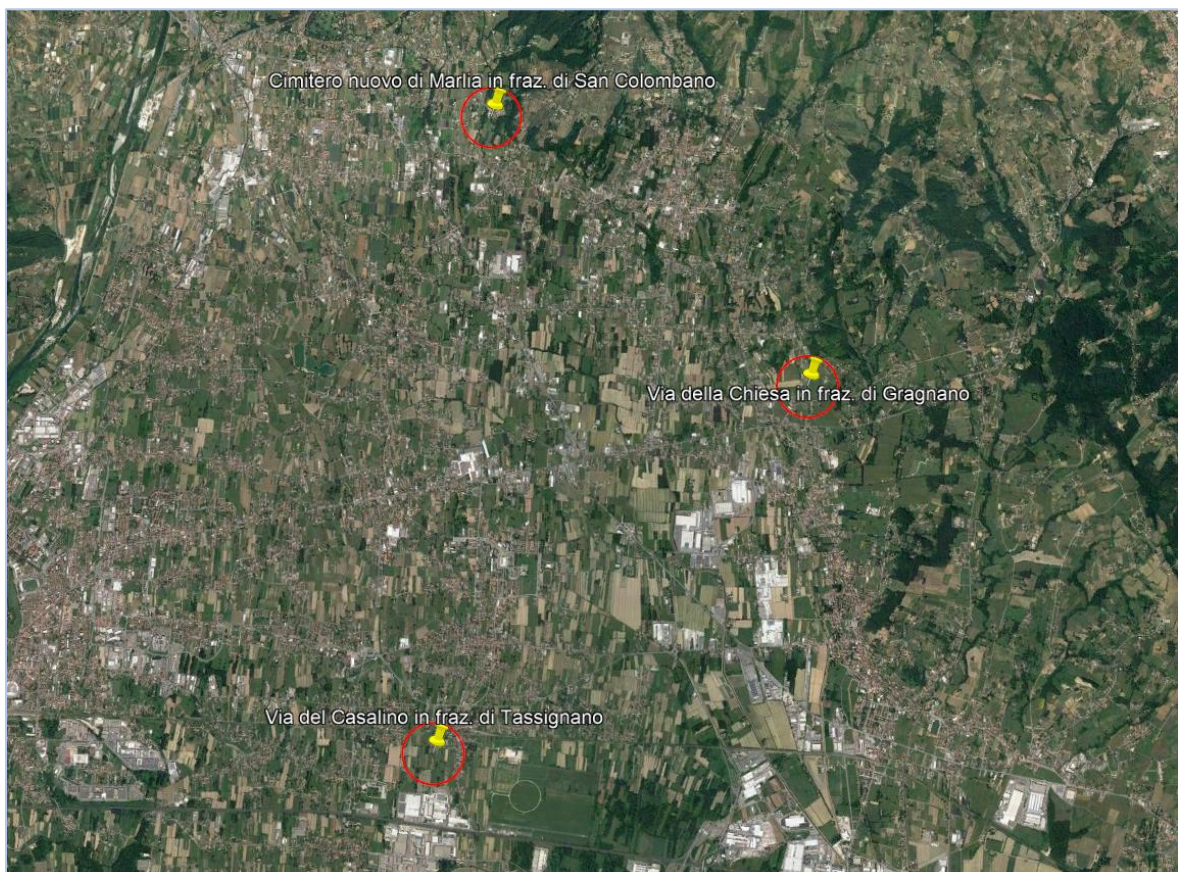 Cimitero nuovo di Marlia in fraz. di San Colombano
Via della Chiesa in fraz. di Gragnano
Via del Casalino in fraz. di Tassignano